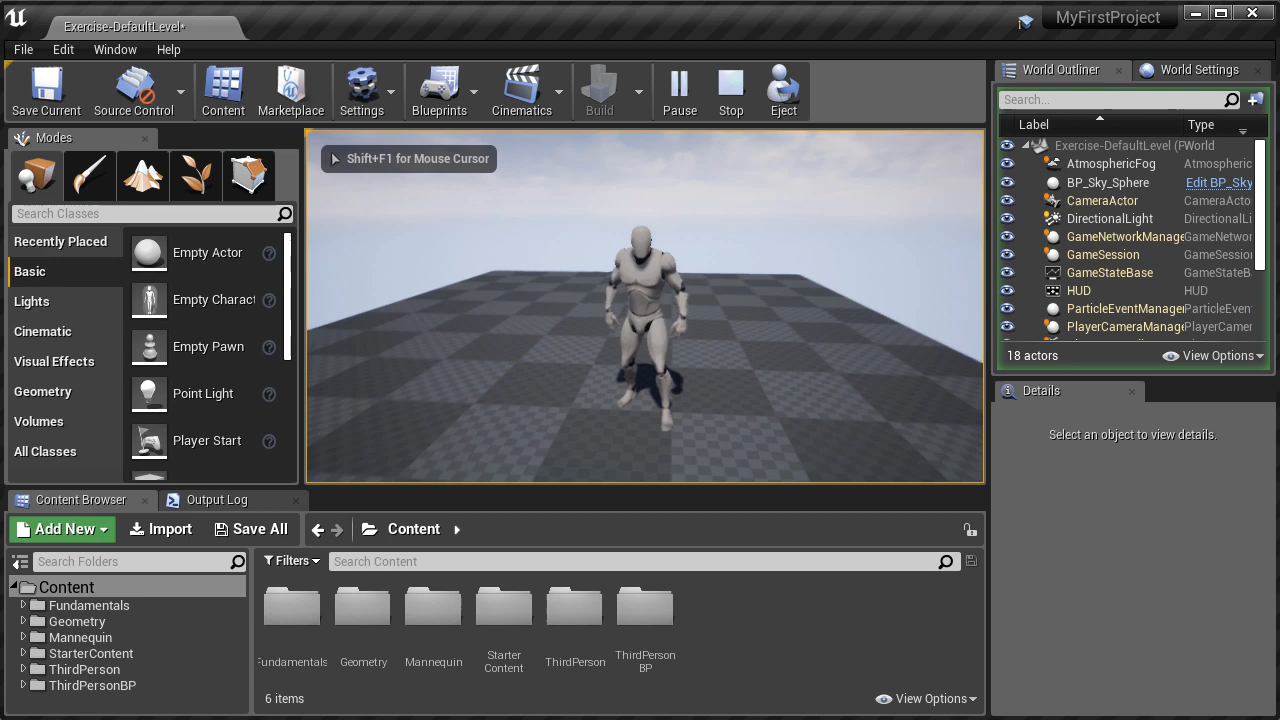 Exercise-DefaultLevel*
MyFirstProject
File Edit Window Help
Save Current
Source Control
Content
Marketplace
Settings
Blueprints
Cinematics
Build
Pause
Stop
Eject
Modes
Search Classes
Recently Placed
Basic
Lights
Cinematic
Visual Effects
Geometry
Volumes
All Classes
Empty Actor
Empty Charact
Empty Pawn
Point Light
Player Start
Shift+F1 for Mouse Cursor
World Outliner
World Settings
Search...
Label Type
Exercise-DefaultLevel (P World
AtmosphericFog Atmospheric
BP_Sky_Sphere Edit BP_Sky
CameraActor CameraActo
DirectionalLight DirectionalLi
GameNetworkManage GameNetwor
GameSession GameSession
GameStateBase GameStateB
HUD HUD
ParticleEventManager ParticleEven
PlayerCameraManage PlayerCamer
18 actors
View Options
Details
Select an object to view details.
Content Browser
Output Log
Add New
Import
Save All
Content
Search Folders
Filters
Search Content
Content
Fundamentals
Geometry
Mannequin
StarterContent
ThirdPerson
ThirdPersonBP
Fundamentals
Geometry
Mannequin
Starter
Content
ThirdPerson
ThirdPerson
BP
6 items
View Options